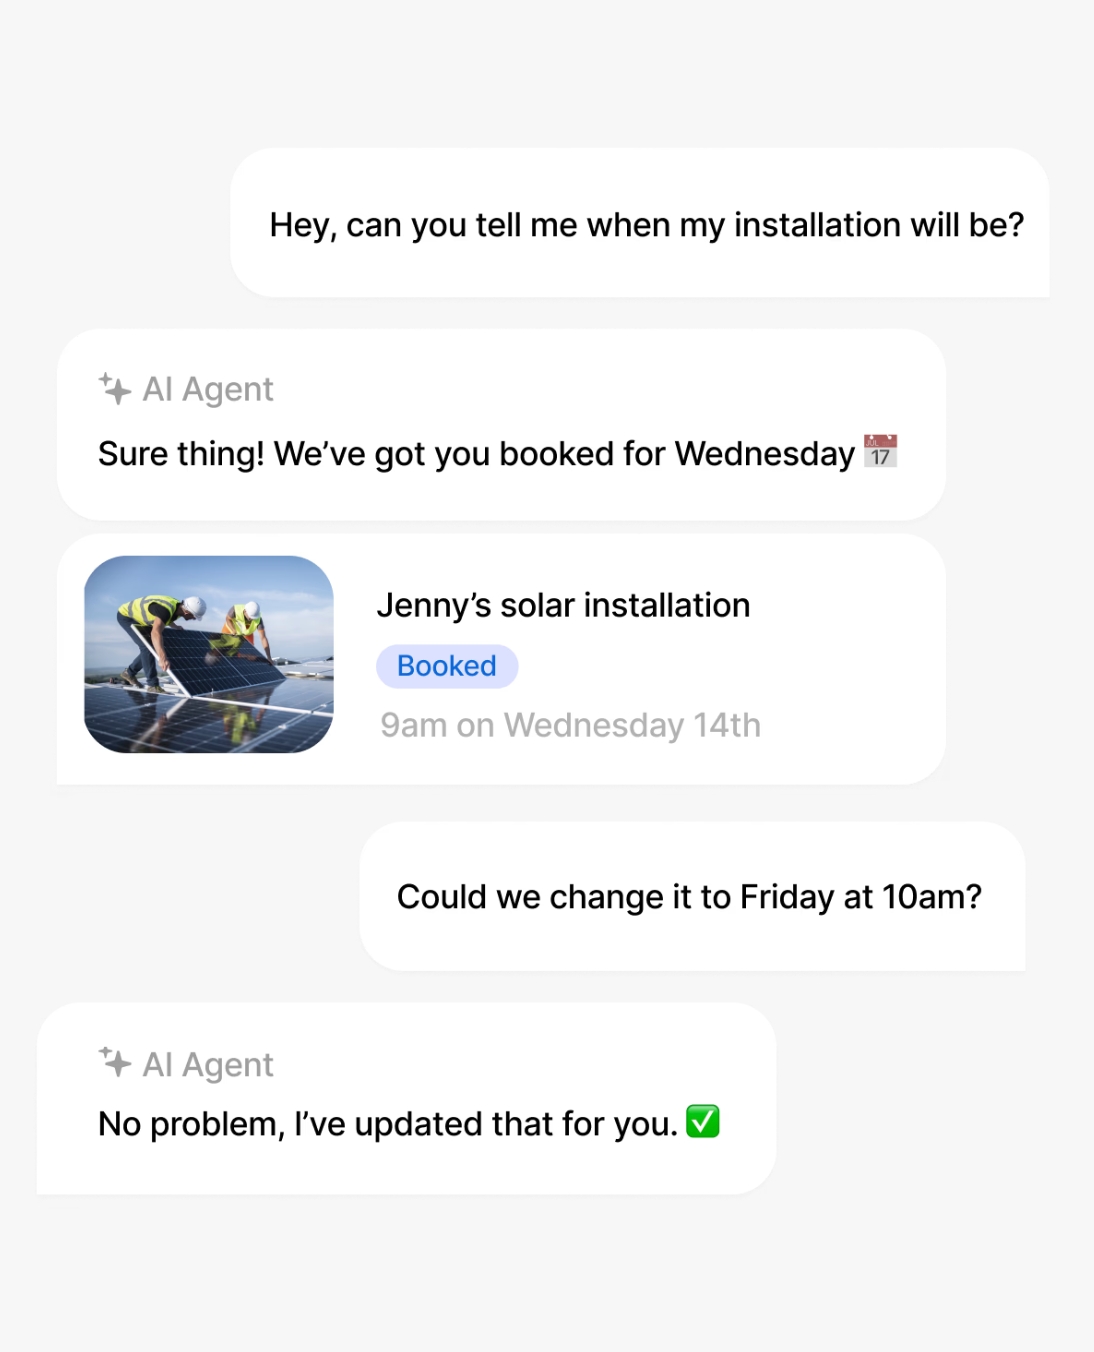 Hey, can you tell me when my installation will be?
AI Agent
Sure thing! We’ve got you booked for Wednesday 📅
JUL
17
Jenny’s solar installation
Booked
9am on Wednesday 14th
Could we change it to Friday at 10am?
AI Agent
No problem, I’ve updated that for you. ✅